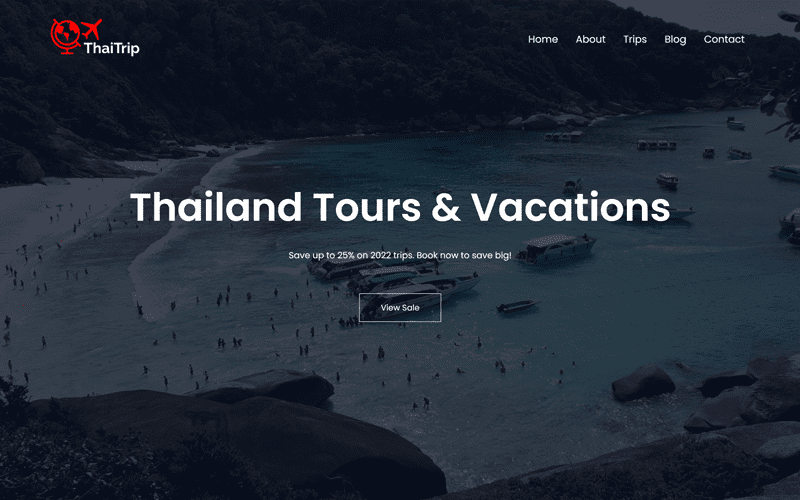 ThaiTrip
Home About Trips Blog Contact
Thailand Tours & Vacations
Save up to 25% on 2022 trips. Book now to save big!
View Sale